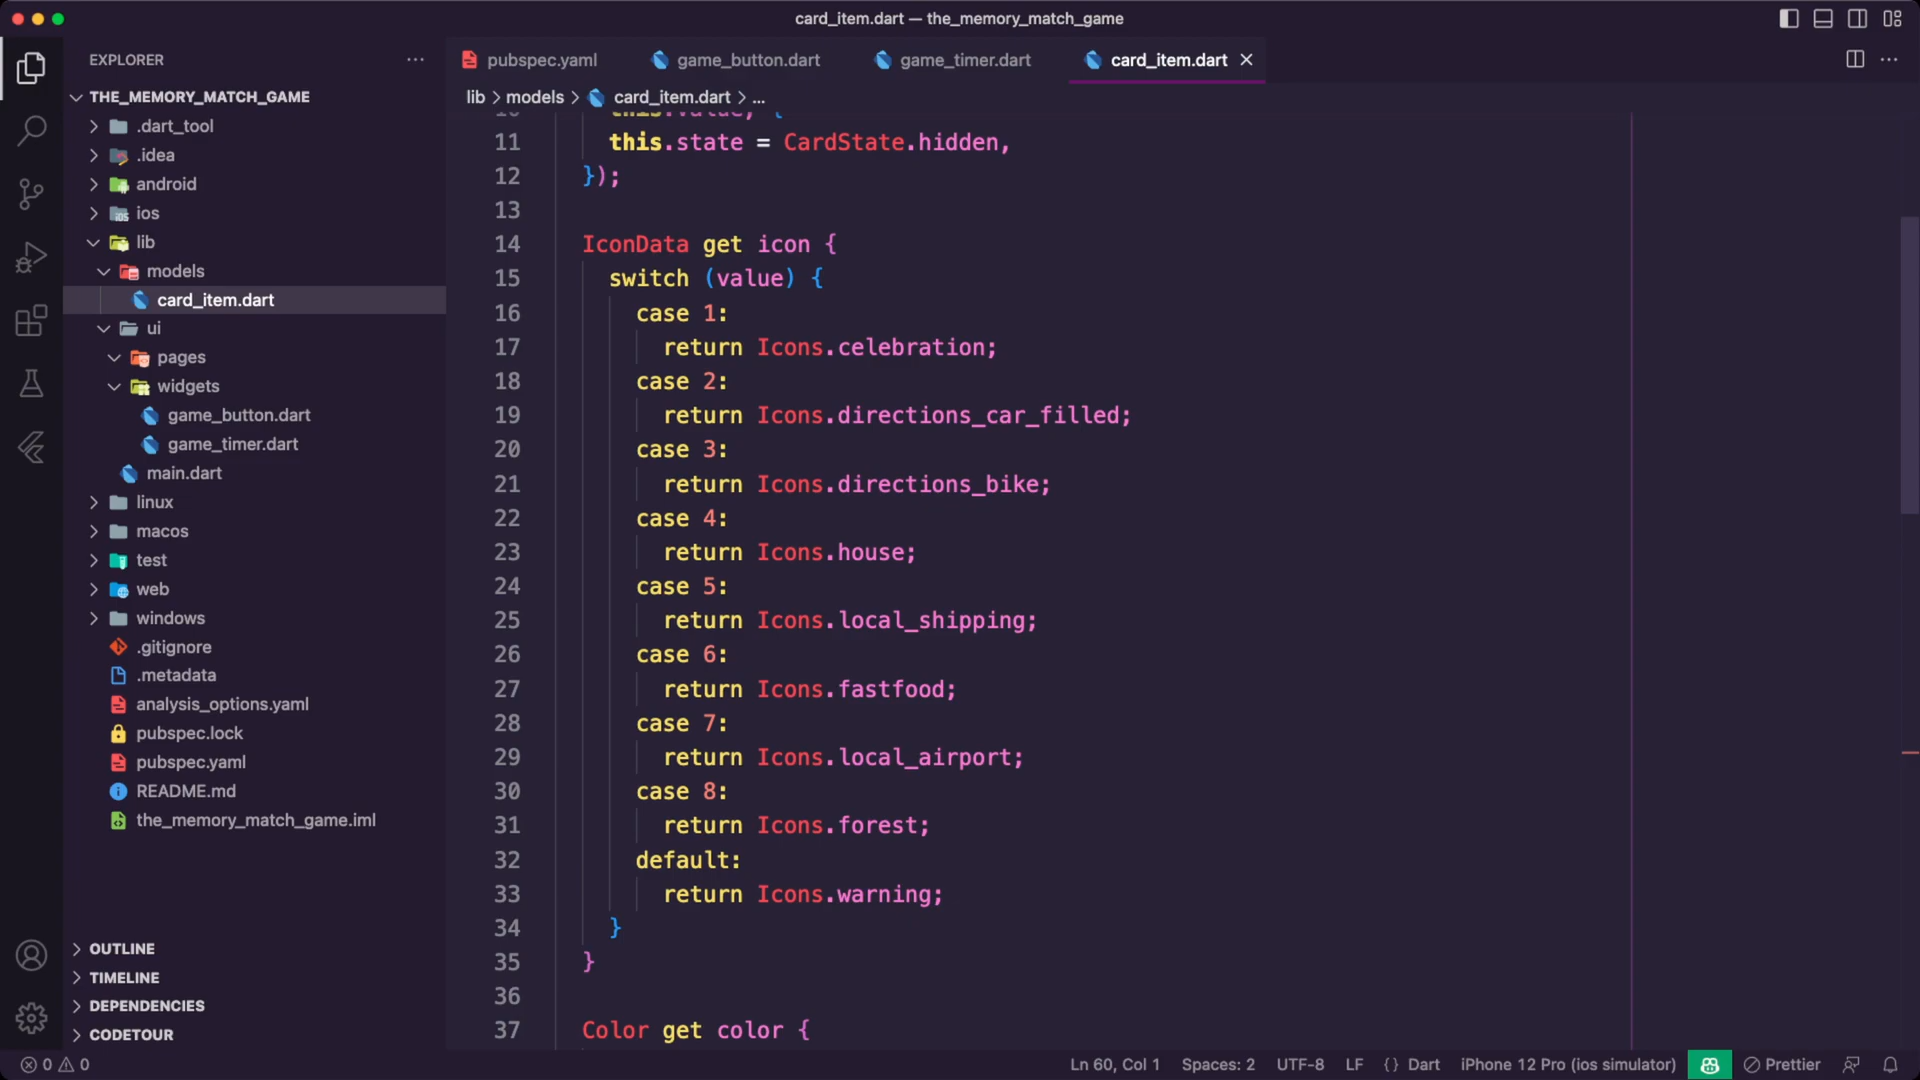 card_item.dart — the_memory_match_game
EXPLORER
THE_MEMORY_MATCH_GAME
.dart_tool
.idea
android
ios
lib
models
card_item.dart
ui
pages
widgets
game_button.dart
game_timer.dart
main.dart
linux
macos
test
web
windows
.gitignore
.metadata
analysis_options.yaml
pubspec.lock
pubspec.yaml
README.md
the_memory_match_game.iml
OUTLINE
TIMELINE
DEPENDENCIES
CODETOUR
pubspec.yaml game_button.dart game_timer.dart card_item.dart
lib > models > card_item.dart > ...
10 this.value, {
11 this.state = CardState.hidden,
12 });
13
14 IconData get icon {
15 switch (value) {
16 case 1:
17 return Icons.celebration;
18 case 2:
19 return Icons.directions_car_filled;
20 case 3:
21 return Icons.directions_bike;
22 case 4:
23 return Icons.house;
24 case 5:
25 return Icons.local_shipping;
26 case 6:
27 return Icons.fastfood;
28 case 7:
29 return Icons.local_airport;
30 case 8:
31 return Icons.forest;
32 default:
33 return Icons.warning;
34 }
35 }
36
37 Color get color {
0 0 Ln 60, Col 1 Spaces: 2 UTF-8 LF {} Dart iPhone 12 Pro (ios simulator) Prettier